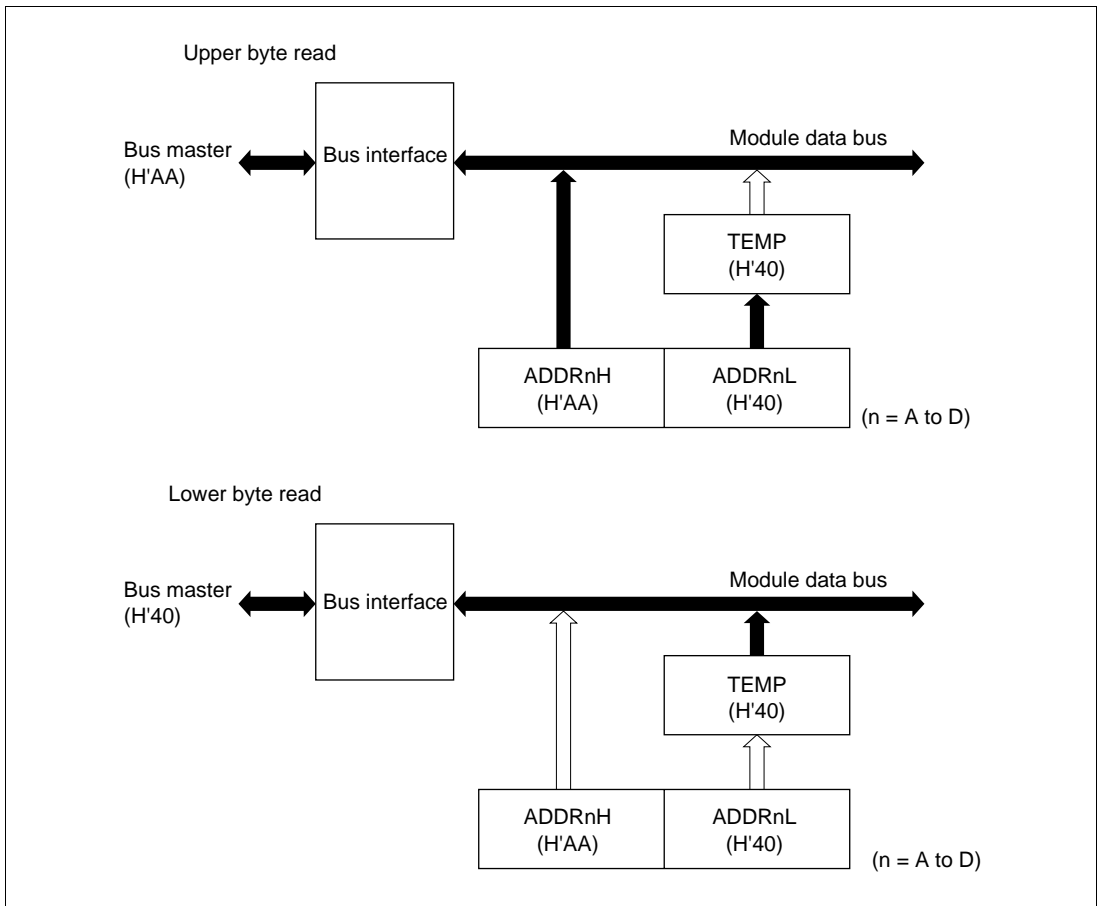 Upper byte read
Bus master
(H'AA)
Bus interface
Module data bus
TEMP
(H'40)
ADDRnH
(H'AA)
ADDRnL
(H'40)
(n = A to D)
Lower byte read
Bus master
(H'40)
Bus interface
Module data bus
TEMP
(H'40)
ADDRnH
(H'AA)
ADDRnL
(H'40)
(n = A to D)